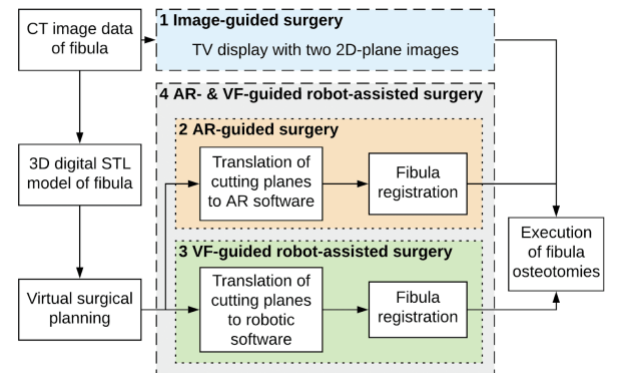 CT image data
of fibula
1 Image-guided surgery
TV display with two 2D-plane images
4 AR- & VF-guided robot-assisted surgery
2 AR-guided surgery
3D digital STL
model of fibula
Translation of
cutting planes
to AR software
Fibula
registration
Execution
of fibula
osteotomies
3 VF-guided robot-assisted surgery
Virtual surgical
planning
Translation of
cutting planes
to robotic
software
Fibula
registration